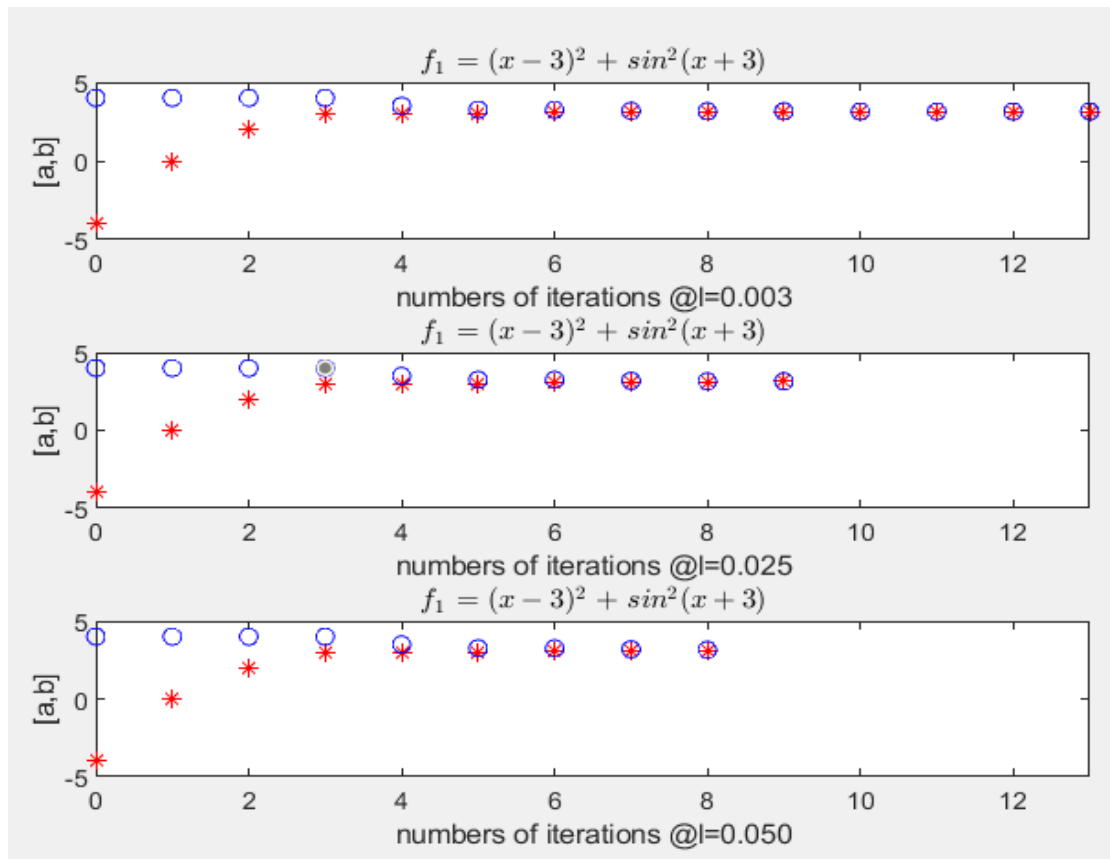 f₁ = (x − 3)² + sin²(x + 3)
5
0
-5
[a,b]
0 2 4 6 8 10 12
numbers of iterations @l=0.003
f₁ = (x − 3)² + sin²(x + 3)
5
0
-5
[a,b]
0 2 4 6 8 10 12
numbers of iterations @l=0.025
f₁ = (x − 3)² + sin²(x + 3)
5
0
-5
[a,b]
0 2 4 6 8 10 12
numbers of iterations @l=0.050